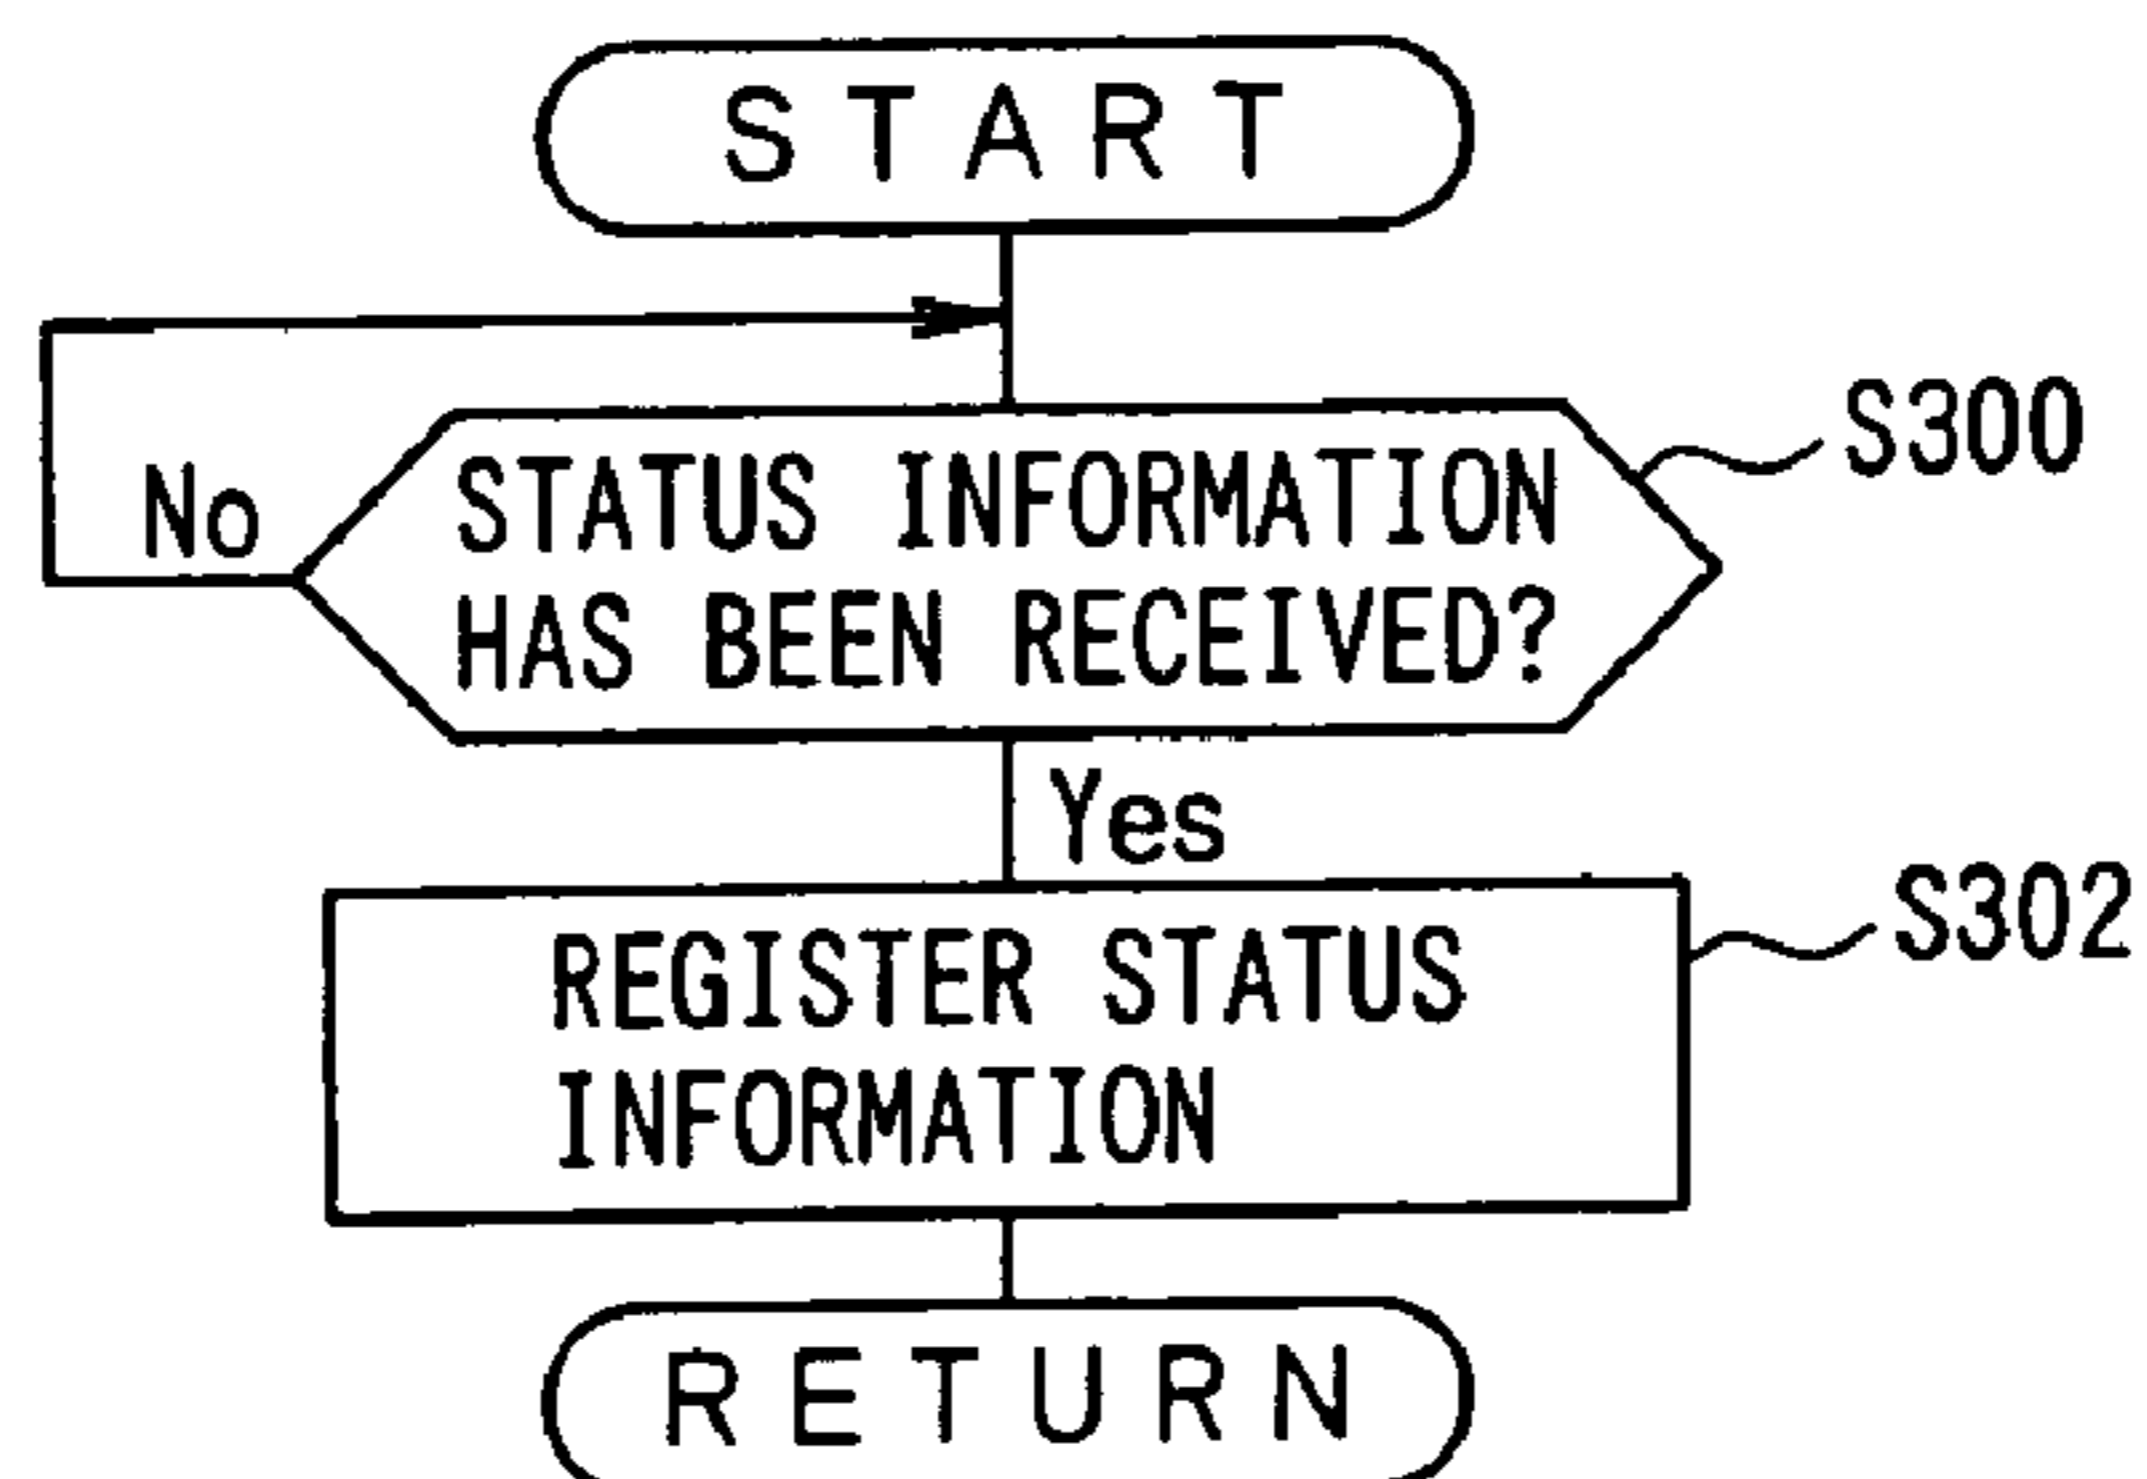 START
S300
No
STATUS INFORMATION
HAS BEEN RECEIVED?
Yes
S302
REGISTER STATUS
INFORMATION
RETURN